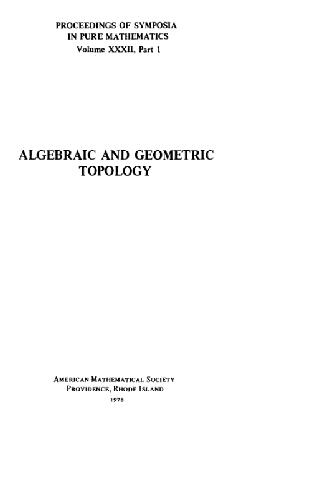 PROCEEDINGS OF SYMPOSIA
IN PURE MATHEMATICS
Volume XXXII, Part 1
ALGEBRAIC AND GEOMETRIC
TOPOLOGY
AMERICAN MATHEMATICAL SOCIETY
PROVIDENCE, RHODE ISLAND
1978